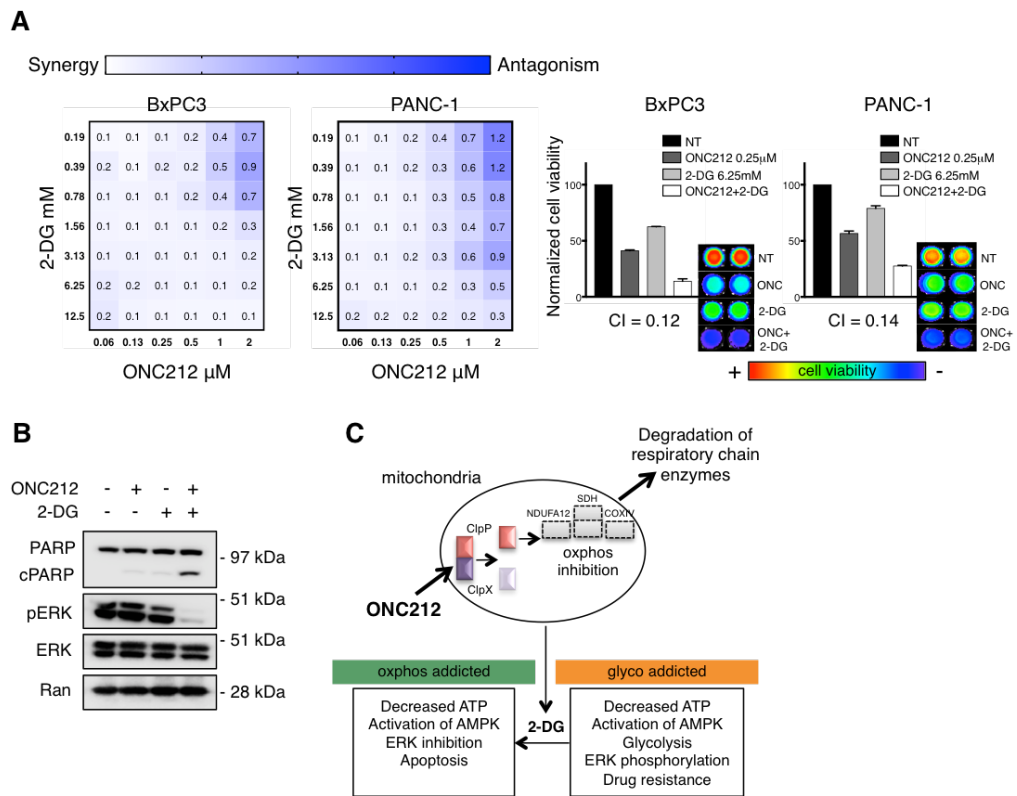 A
Synergy Antagonism
BxPC3
2-DG mM
0.19 0.1 0.1 0.1 0.2 0.4 0.7
0.39 0.2 0.1 0.2 0.2 0.5 0.9
0.78 0.1 0.1 0.1 0.2 0.4 0.7
1.56 0.1 0.1 0.1 0.1 0.2 0.3
3.13 0.1 0.1 0.1 0.1 0.1 0.2
6.25 0.2 0.2 0.1 0.1 0.1 0.2
12.5 0.2 0.1 0.1 0.1 0.1 0.1
0.06 0.13 0.25 0.5 1 2
ONC212 μM
PANC-1
0.19 0.1 0.1 0.2 0.4 0.7 1.2
0.39 0.1 0.1 0.2 0.3 0.6 1.2
0.78 0.1 0.1 0.2 0.3 0.5 0.8
1.56 0.1 0.1 0.1 0.2 0.4 0.7
3.13 0.1 0.1 0.2 0.3 0.6 0.9
6.25 0.1 0.1 0.1 0.2 0.3 0.5
12.5 0.2 0.2 0.2 0.2 0.2 0.3
0.06 0.13 0.25 0.5 1 2
ONC212 μM
BxPC3
NT
ONC212 0.25μM
2-DG 6.25mM
ONC212+2-DG
Normalized cell viability
100
50
0
CI = 0.12
NT
ONC
2-DG
ONC+
2-DG
PANC-1
NT
ONC212 0.25μM
2-DG 6.25mM
ONC212+2-DG
100
50
0
CI = 0.14
NT
ONC
2-DG
ONC+
2-DG
+ cell viability -
B
ONC212 - + - +
2-DG - - + +
PARP
- 97 kDa
cPARP
- 51 kDa
pERK
- 51 kDa
ERK
Ran - 28 kDa
C
Degradation of
respiratory chain
enzymes
mitochondria
SDH
NDUFA12 COXIV
ClpP
oxphos
inhibition
ClpX
ONC212
oxphos addicted
glyco addicted
Decreased ATP
Activation of AMPK
ERK inhibition
Apoptosis
2-DG
Decreased ATP
Activation of AMPK
Glycolysis
ERK phosphorylation
Drug resistance